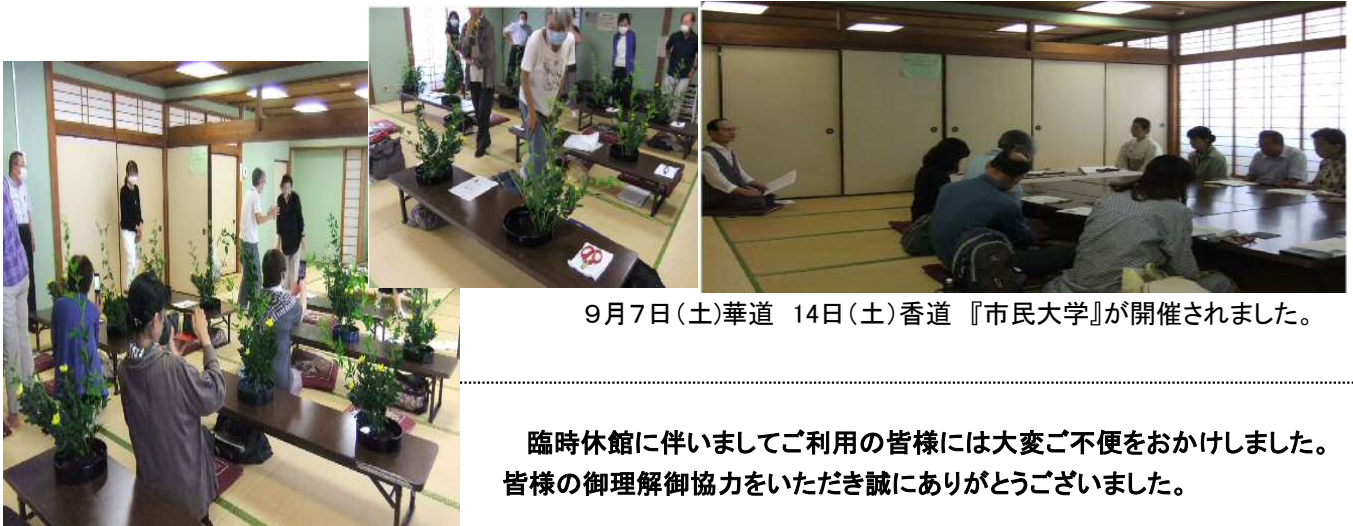 ９月７日（土）華道　14日（土）香道　『市民大学』が開催されました。
臨時休館に伴いましてご利用の皆様には大変ご不便をおかけしました。
皆様の御理解御協力をいただき誠にありがとうございました。